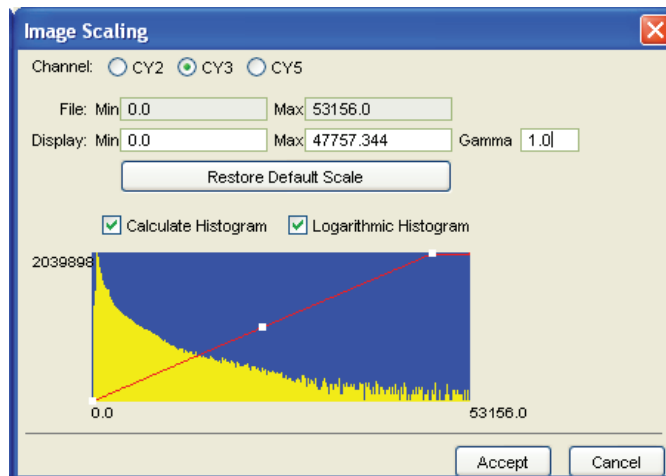 Image Scaling
Channel: CY2 CY3 CY5
File: Min 0.0 Max 53156.0
Display: Min 0.0 Max 47757.344 Gamma 1.0
Restore Default Scale
Calculate Histogram Logarithmic Histogram
2039898
0.0 53156.0
Accept Cancel